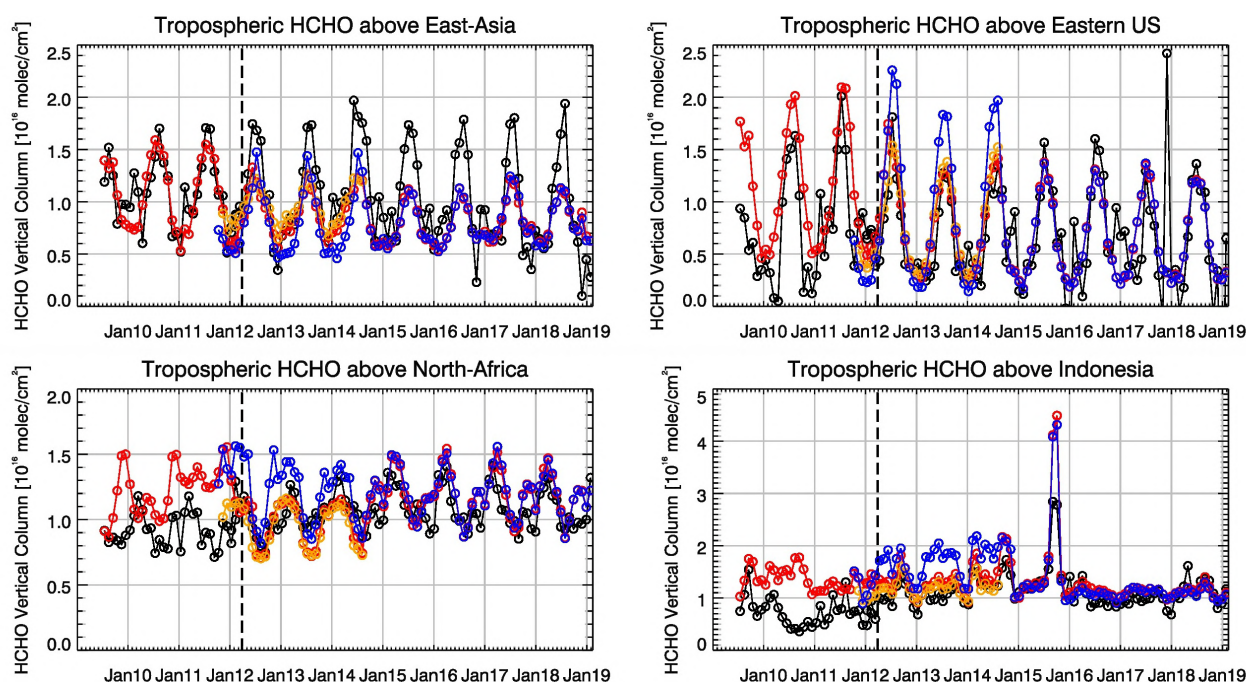 Tropospheric HCHO above East-Asia
HCHO Vertical Column [10¹⁶ molec/cm²]
2.5
2.0
1.5
1.0
0.5
0.0
Jan10 Jan11 Jan12 Jan13 Jan14 Jan15 Jan16 Jan17 Jan18 Jan19
Tropospheric HCHO above Eastern US
HCHO Vertical Column [10¹⁶ molec/cm²]
2.5
2.0
1.5
1.0
0.5
0.0
Jan10 Jan11 Jan12 Jan13 Jan14 Jan15 Jan16 Jan17 Jan18 Jan19
Tropospheric HCHO above North-Africa
HCHO Vertical Column [10¹⁶ molec/cm²]
2.0
1.5
1.0
0.5
0.0
Jan10 Jan11 Jan12 Jan13 Jan14 Jan15 Jan16 Jan17 Jan18 Jan19
Tropospheric HCHO above Indonesia
HCHO Vertical Column [10¹⁶ molec/cm²]
5
4
3
2
1
0
Jan10 Jan11 Jan12 Jan13 Jan14 Jan15 Jan16 Jan17 Jan18 Jan19